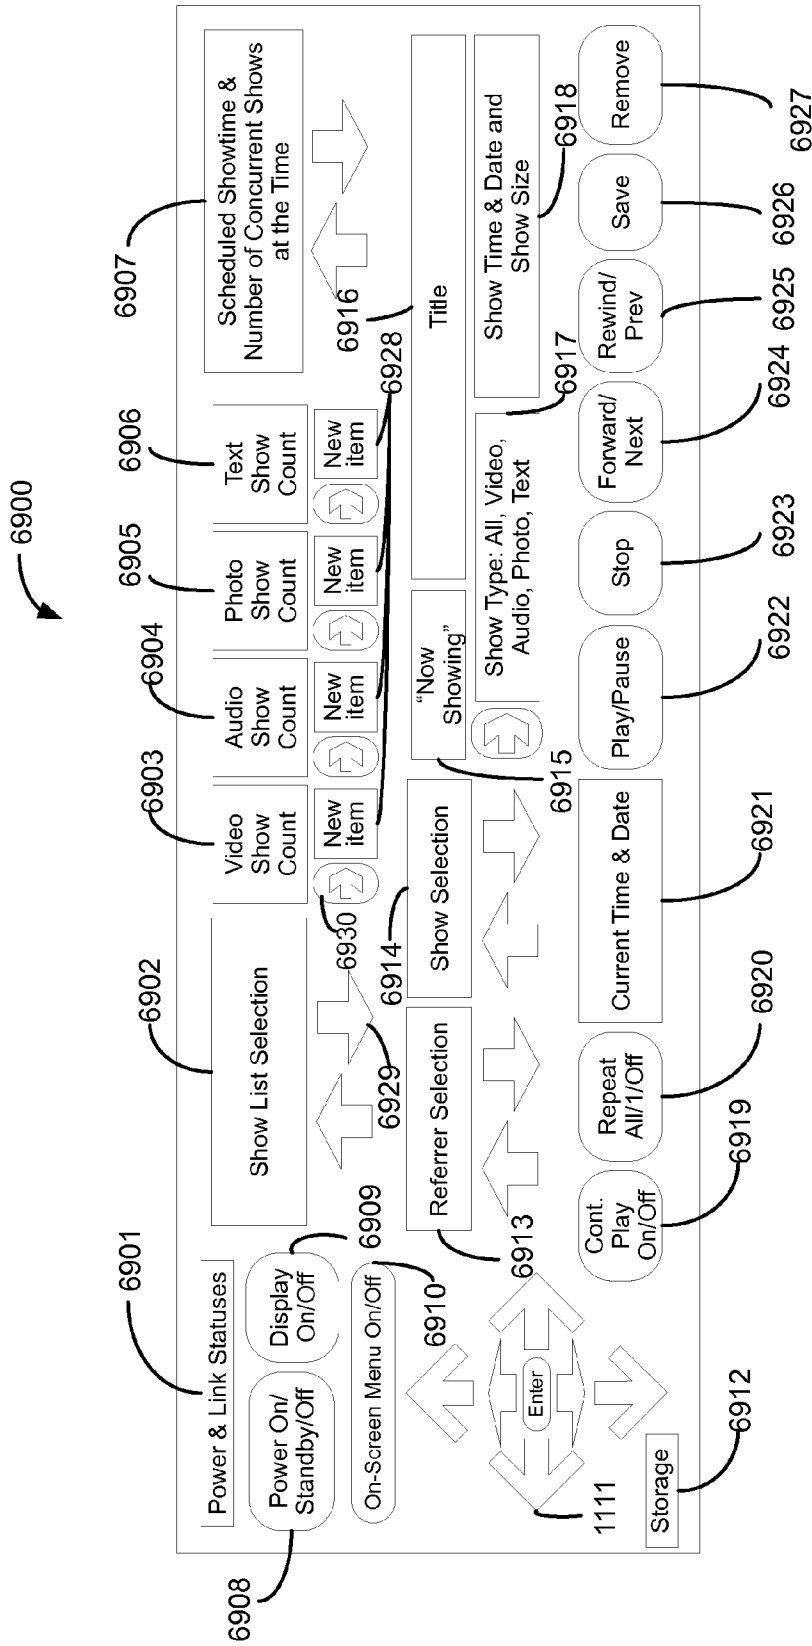 6900
6901
6902
6903
6904
6905
6906
6907
Power & Link Statuses
Show List Selection
Video
Show
Count
Audio
Show
Count
Photo
Show
Count
Text
Show
Count
Scheduled Showtime &
Number of Concurrent Shows
at the Time
6908
Power On/
Standby/Off
Display
On/Off
6909
On-Screen Menu On/Off
6910
6929
6930
New
item
New
item
New
item
New
item
6928
6916
6914
Referrer Selection
Show Selection
"Now
Showing"
Title
6913
6915
Enter
1111
Show Type: All, Video,
Audio, Photo, Text
6917
Show Time & Date and
Show Size
6918
Storage
6912
Cont.
Play
On/Off
Repeat
All/1/Off
Current Time & Date
Play/Pause
Stop
Forward/
Next
Rewind/
Prev
Save
Remove
6919
6920
6921
6922
6923
6924
6925
6926
6927